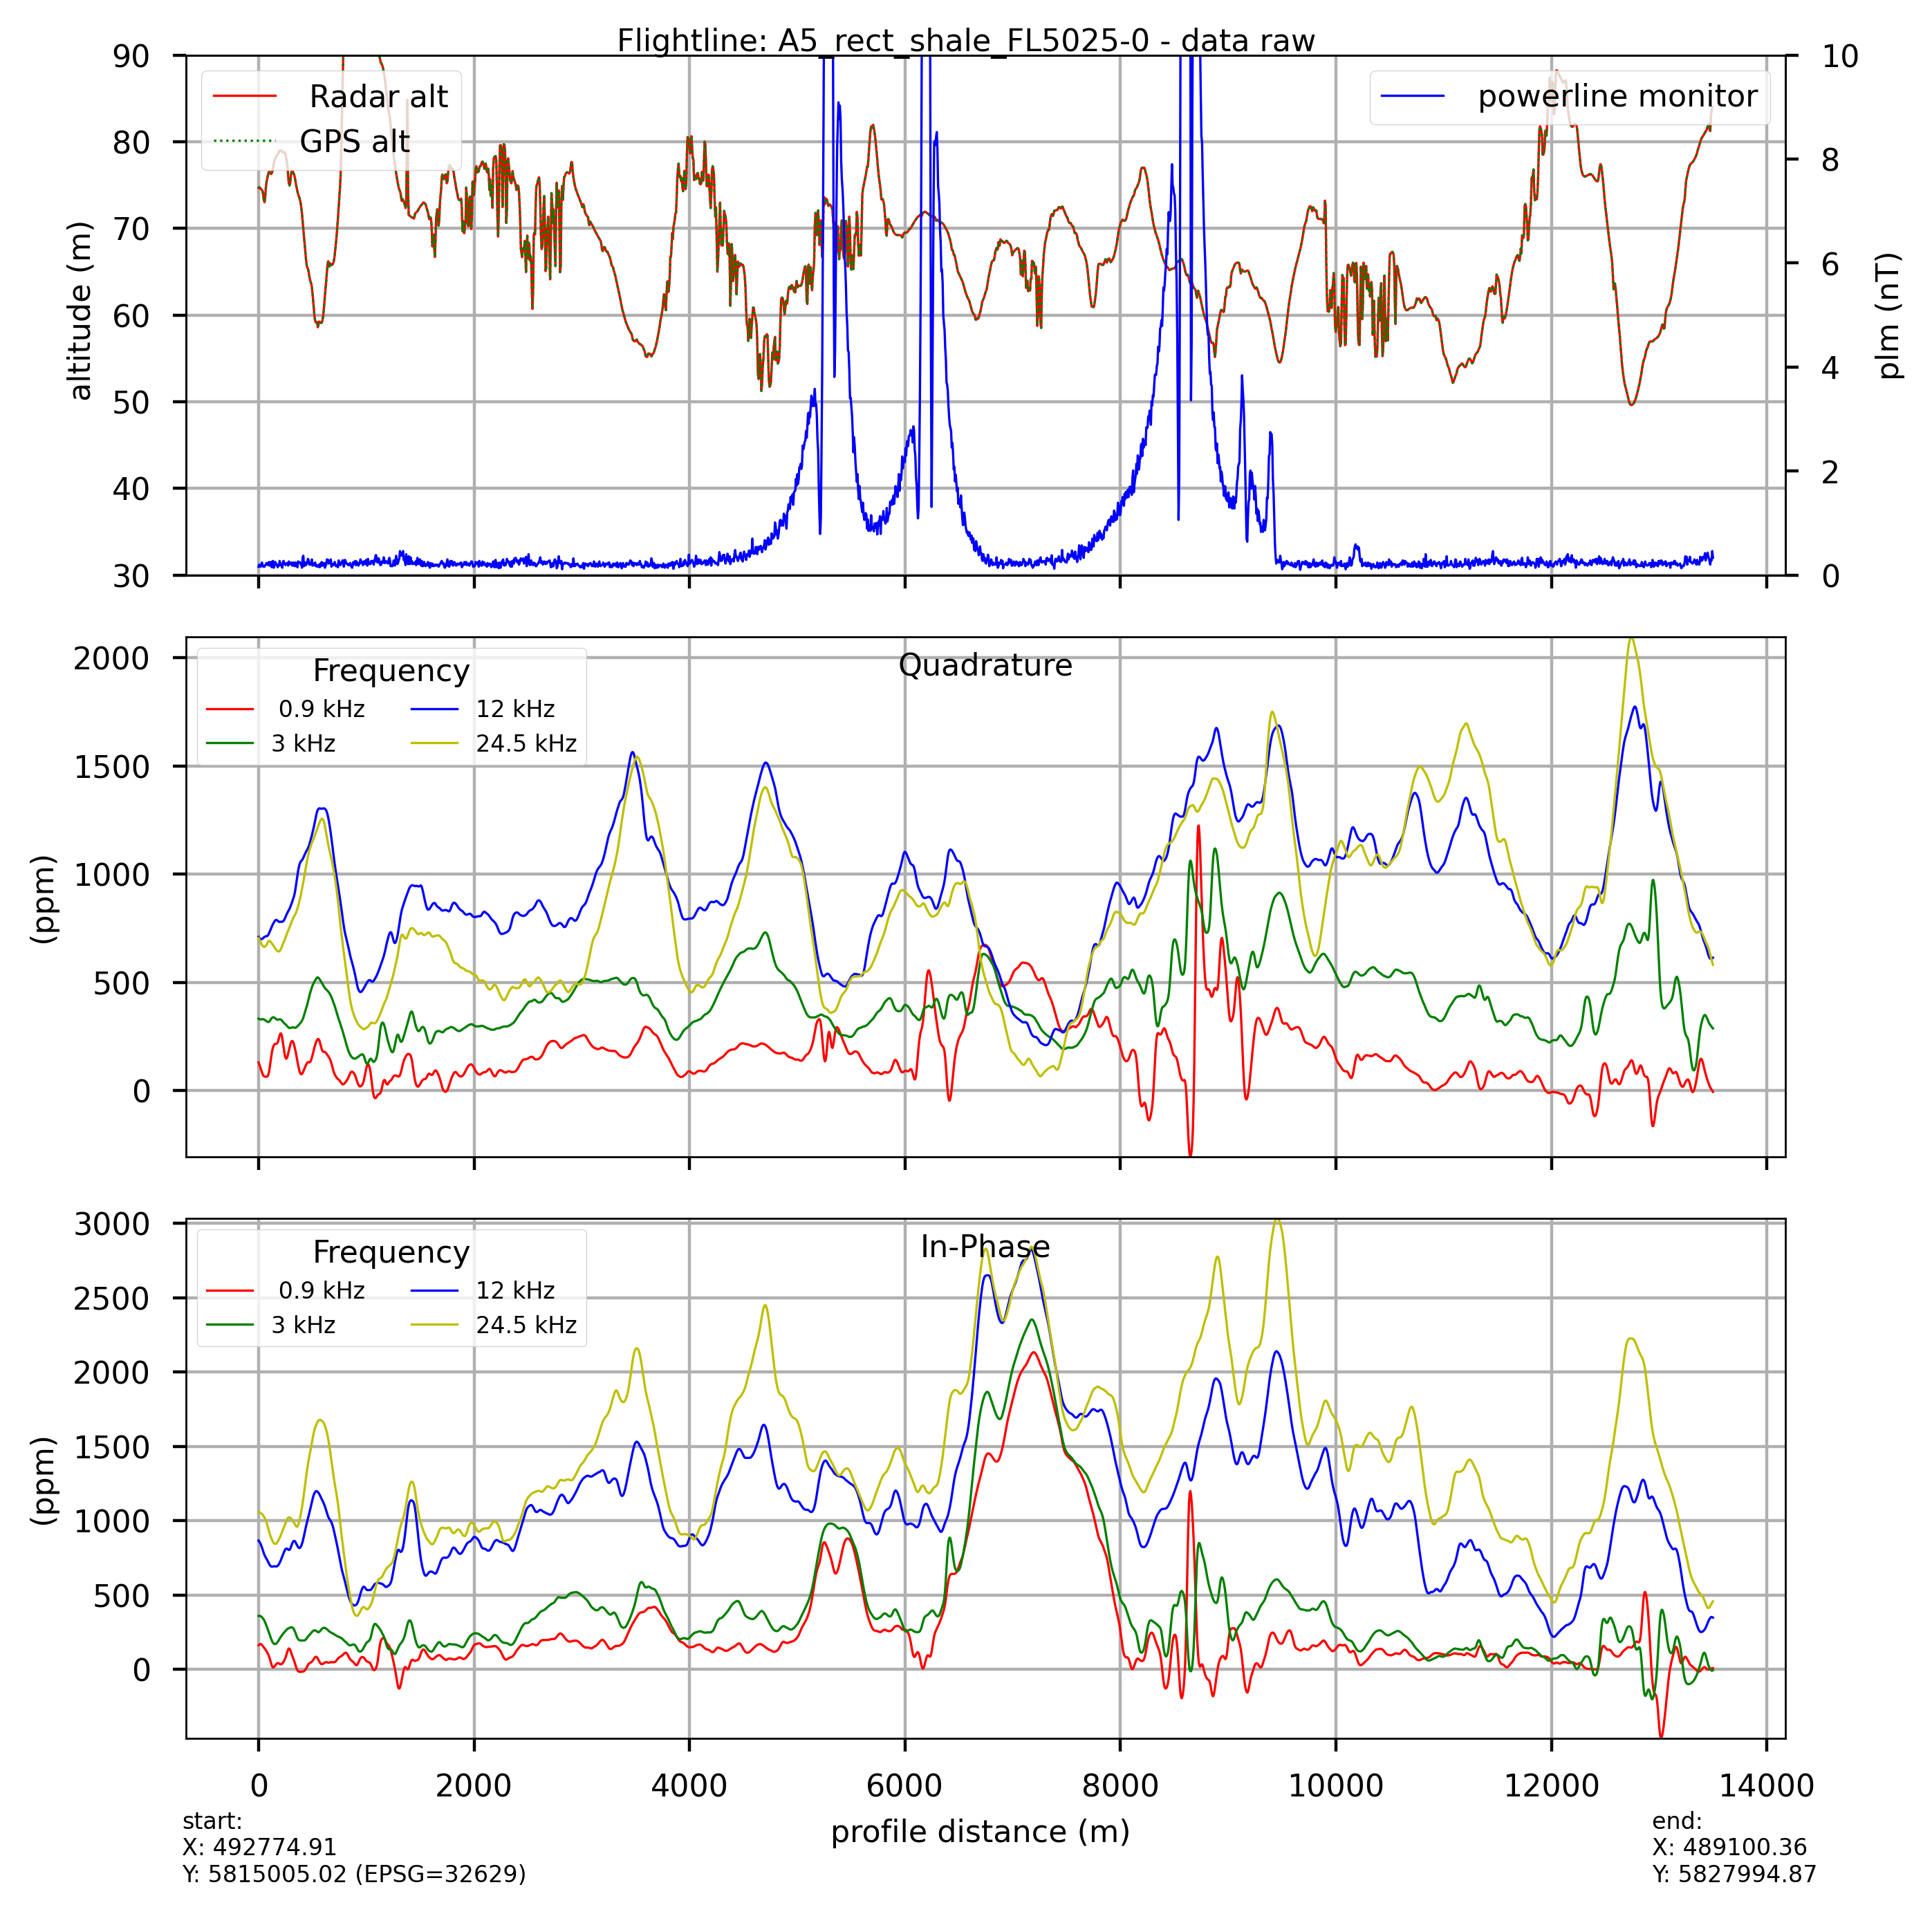 Flightline: A5_rect_shale_FL5025-0 - data raw
90
80
70
60
50
40
30
altitude (m)
Radar alt
GPS alt
powerline monitor
10
8
6
4
2
0
plm (nT)
Quadrature
2000
1500
1000
500
0
(ppm)
Frequency
0.9 kHz
3 kHz
12 kHz
24.5 kHz
In-Phase
3000
2500
2000
1500
1000
500
0
(ppm)
Frequency
0.9 kHz
3 kHz
12 kHz
24.5 kHz
0 2000 4000 6000 8000 10000 12000 14000
profile distance (m)
start:
X: 492774.91
Y: 5815005.02 (EPSG=32629)
end:
X: 489100.36
Y: 5827994.87